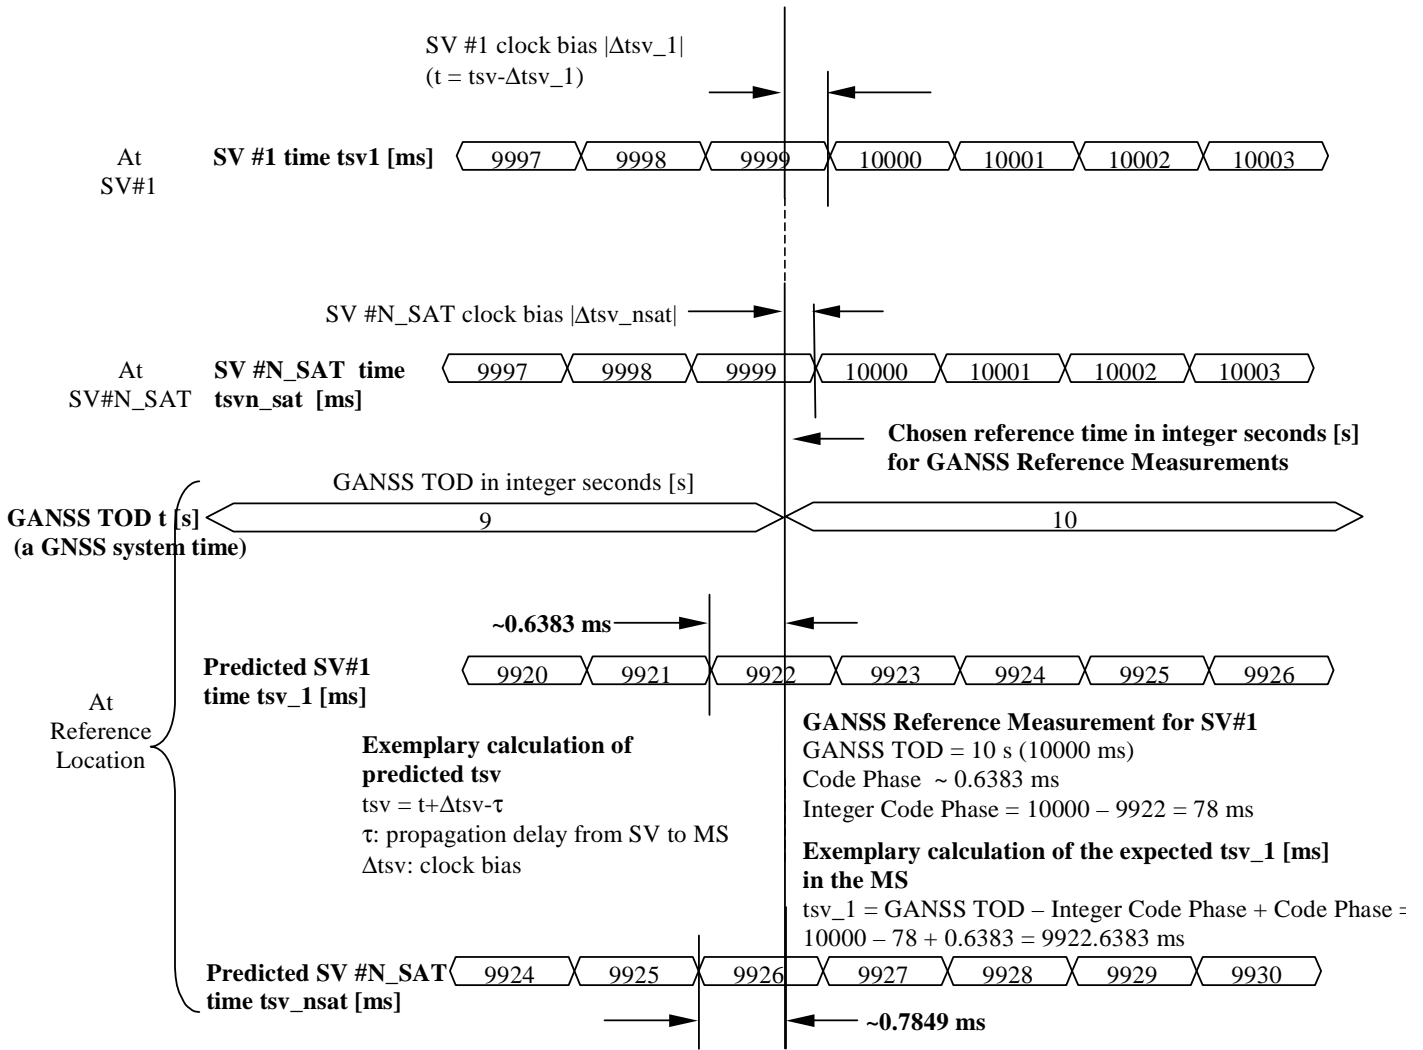 SV #1 clock bias |Δtsv_1|
(t = tsv-Δtsv_1)
At
SV#1
SV #1 time tsv1 [ms]
9997 9998 9999 10000 10001 10002 10003
SV #N_SAT clock bias |Δtsv_nsat|
At
SV#N_SAT
SV #N_SAT time
tsvn_sat [ms]
9997 9998 9999 10000 10001 10002 10003
Chosen reference time in integer seconds [s]
for GANSS Reference Measurements
GANSS TOD in integer seconds [s]
GANSS TOD t [s]
(a GNSS system time)
9 10
~0.6383 ms
Predicted SV#1
time tsv_1 [ms]
9920 9921 9922 9923 9924 9925 9926
At
Reference
Location
Exemplary calculation of
predicted tsv
tsv = t+Δtsv-τ
τ: propagation delay from SV to MS
Δtsv: clock bias
GANSS Reference Measurement for SV#1
GANSS TOD = 10 s (10000 ms)
Code Phase ~ 0.6383 ms
Integer Code Phase = 10000 – 9922 = 78 ms
Exemplary calculation of the expected tsv_1 [ms]
in the MS
tsv_1 = GANSS TOD – Integer Code Phase + Code Phase =
10000 – 78 + 0.6383 = 9922.6383 ms
Predicted SV #N_SAT
time tsv_nsat [ms]
9924 9925 9926 9927 9928 9929 9930
~0.7849 ms